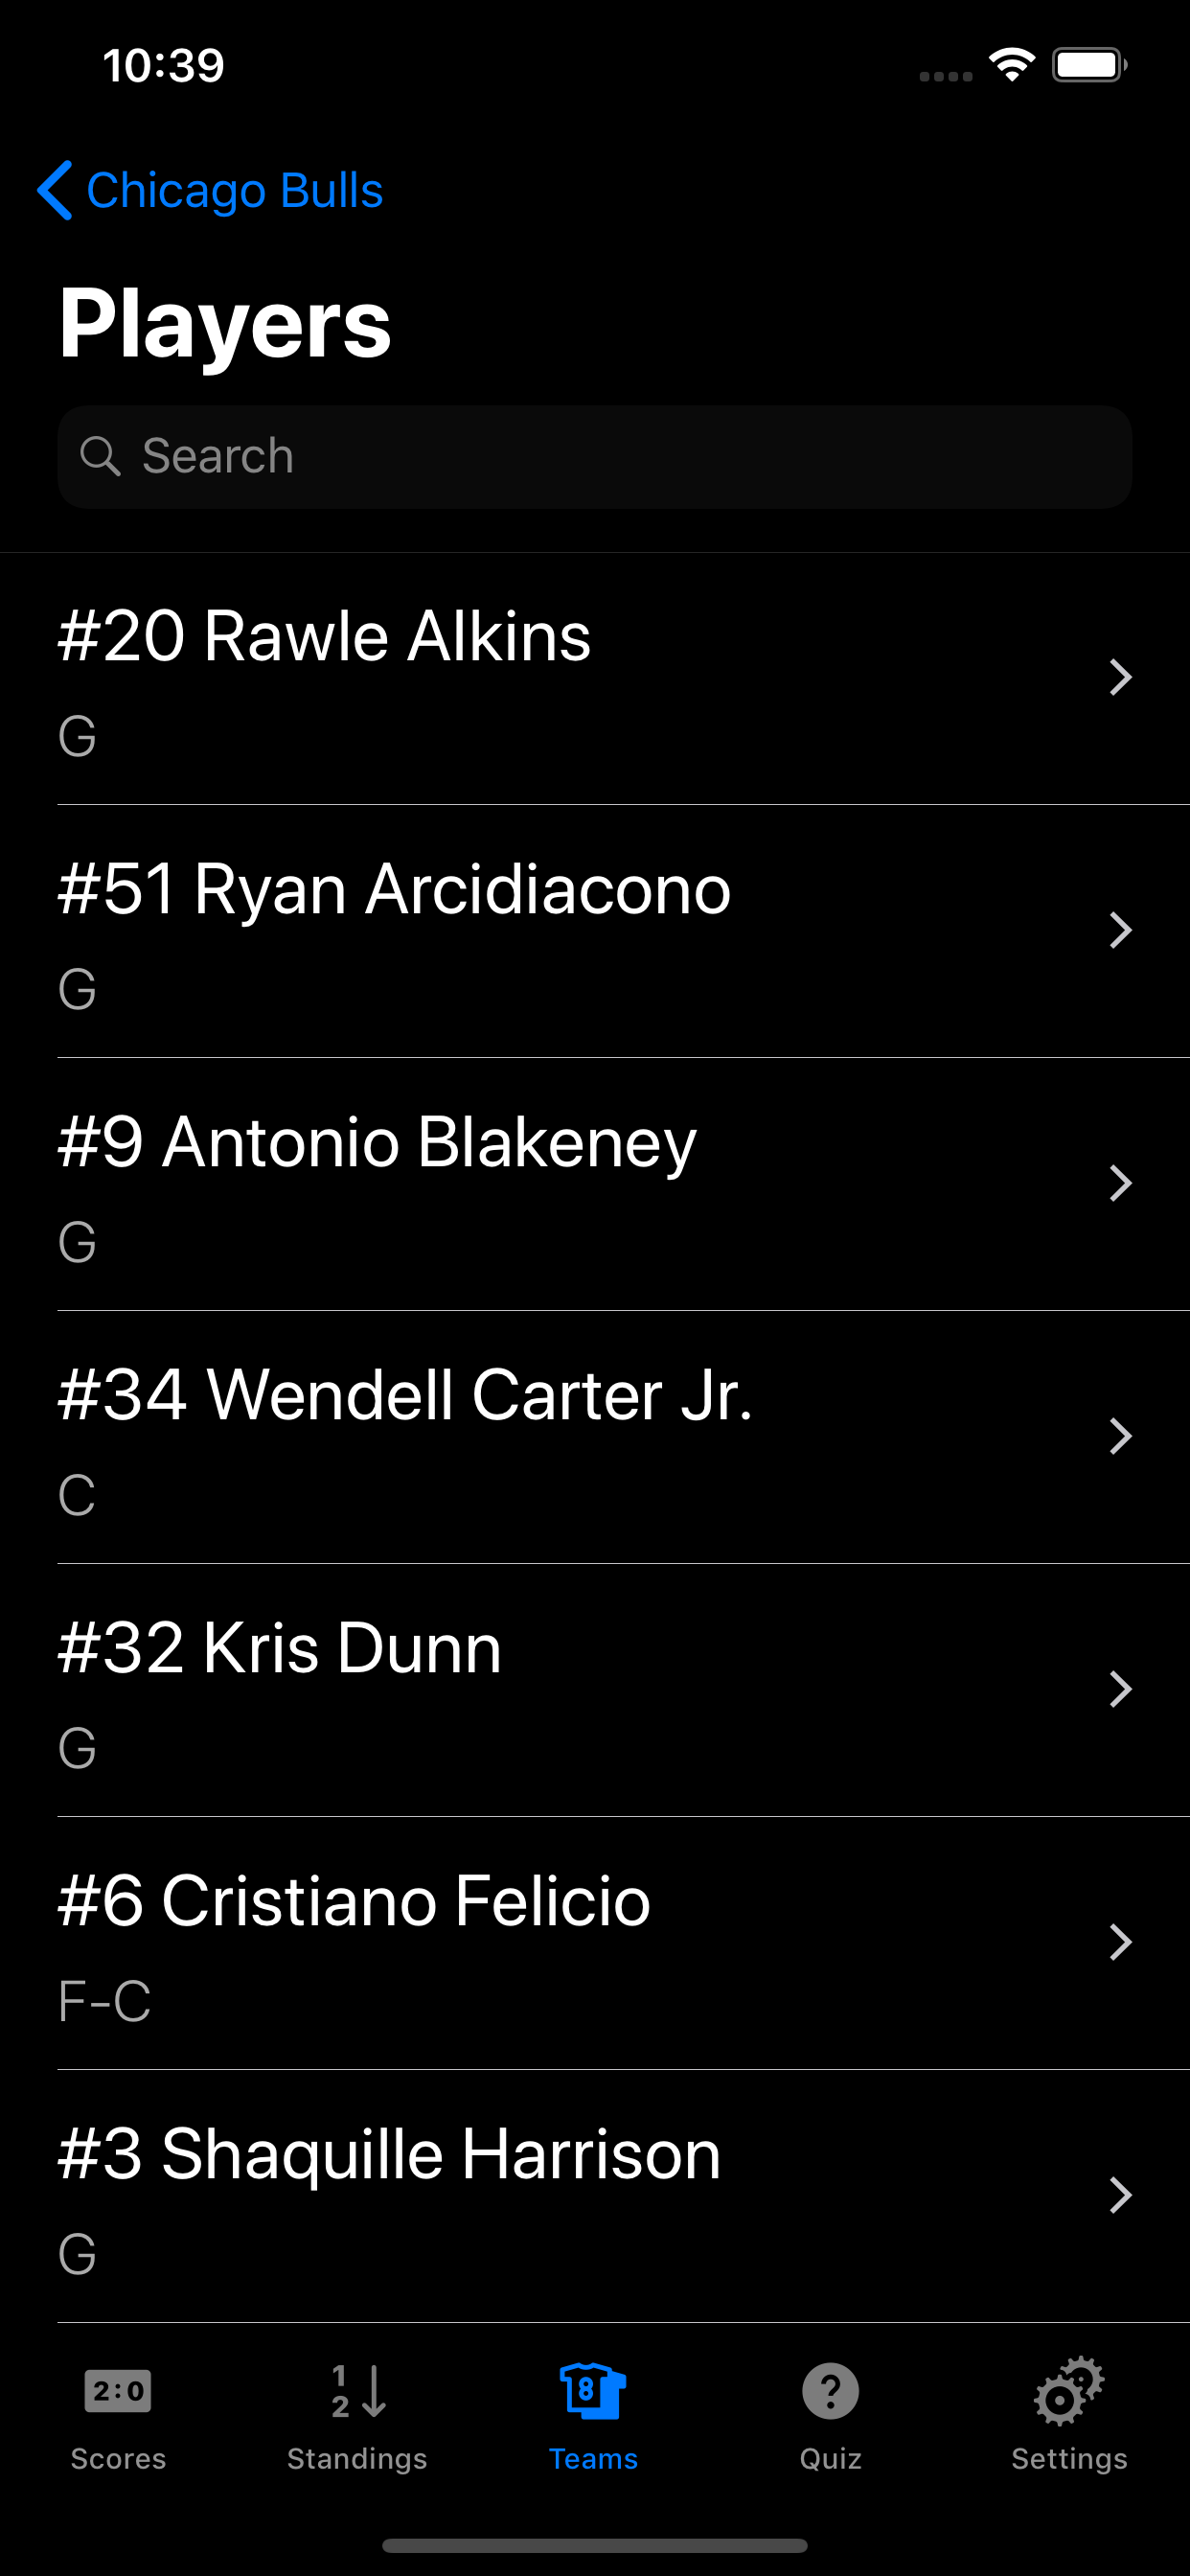 10:39
Chicago Bulls
Players
Search
#20 Rawle Alkins
G
#51 Ryan Arcidiacono
G
#9 Antonio Blakeney
G
#34 Wendell Carter Jr.
C
#32 Kris Dunn
G
#6 Cristiano Felicio
F-C
#3 Shaquille Harrison
G
2:0
1
2
8
?
Scores
Standings
Teams
Quiz
Settings